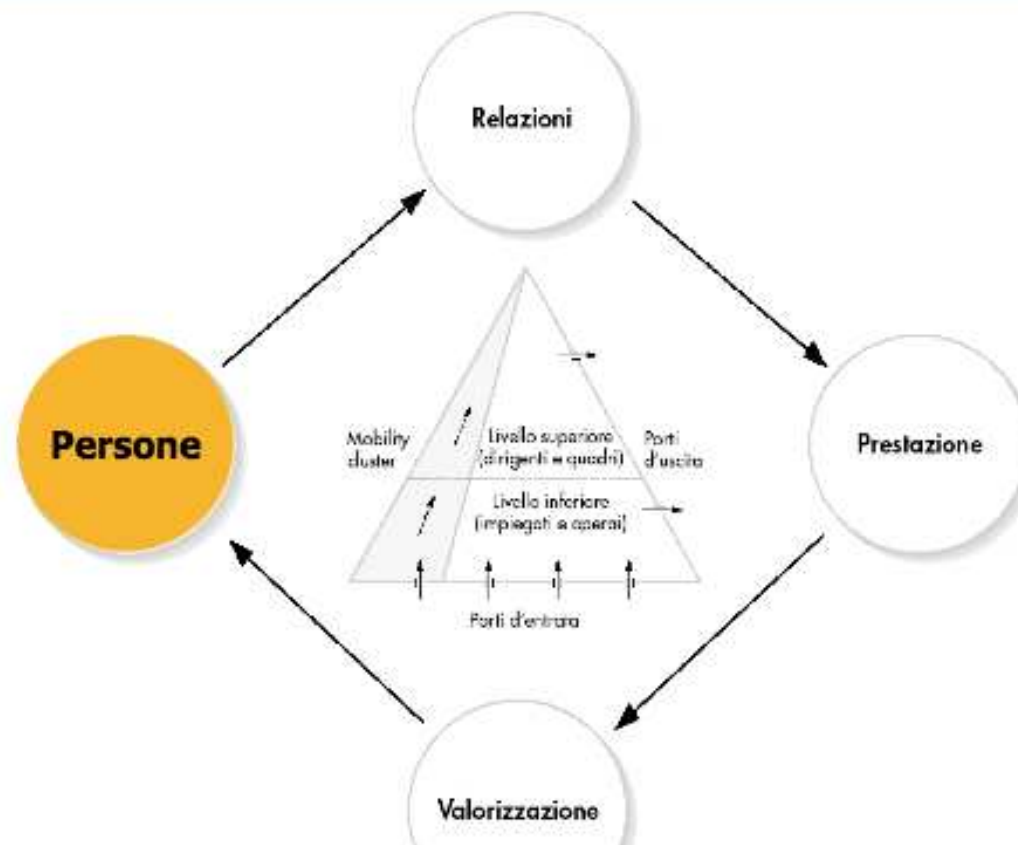 Relazioni
Persone
Mobility
cluster
Livello superiore
(dirigenti e quadri)
Porti
d'uscita
Prestazione
Livello inferiore
(impiegati e operai)
Porti d'entrata
Valorizzazione